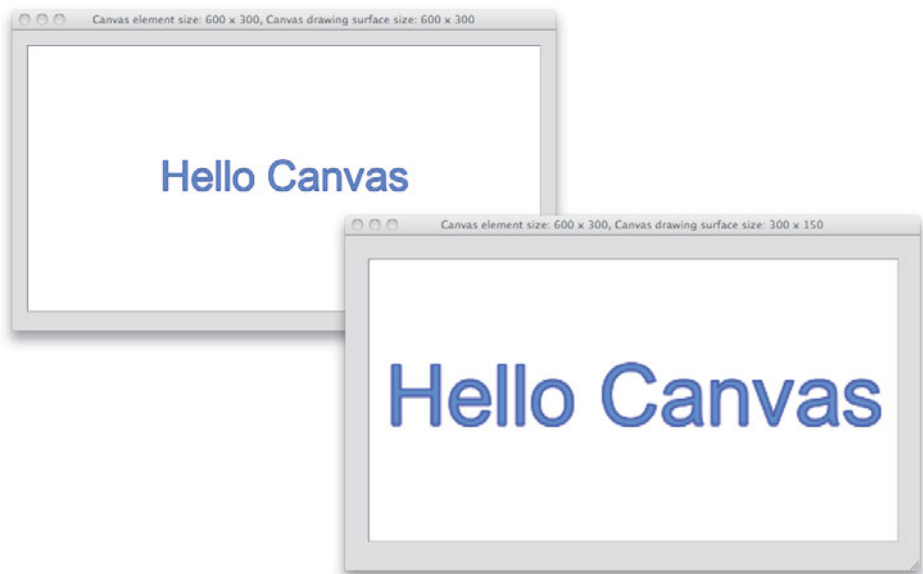 Canvas element size: 600 x 300, Canvas drawing surface size: 600 x 300
Hello Canvas
Canvas element size: 600 x 300, Canvas drawing surface size: 300 x 150
Hello Canvas